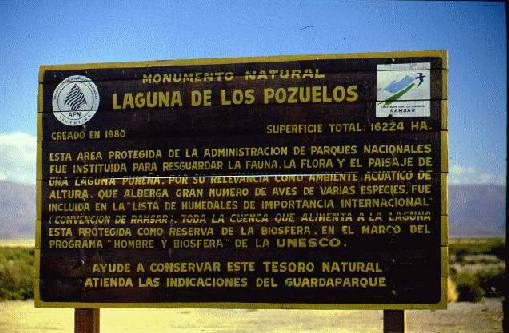 MONUMENTO NATURAL
LAGUNA DE LOS POZUELOS
APN
RAMSAR
CREADO EN 1980
SUPERFICIE TOTAL: 16224 HA.
ESTA AREA PROTEGIDA DE LA ADMINISTRACION DE PARQUES NACIONALES
FUE INSTITUIDA PARA RESGUARDAR LA FAUNA, LA FLORA Y EL PAISAJE DE
UNA LAGUNA PUNEÑA, POR SU RELEVANCIA COMO AMBIENTE ACUATICO DE
ALTURA, QUE ALBERGA GRAN NUMERO DE AVES DE VARIAS ESPECIES. FUE
INCLUIDA EN LA "LISTA DE HUMEDALES DE IMPORTANCIA INTERNACIONAL"
(CONVENCION DE RAMSAR). TODA LA CUENCA QUE ALIMENTA A LA LAGUNA
ESTA PROTEGIDA COMO RESERVA DE LA BIOSFERA, EN EL MARCO DEL
PROGRAMA "HOMBRE Y BIOSFERA" DE LA UNESCO.
AYUDE A CONSERVAR ESTE TESORO NATURAL
ATIENDA LAS INDICACIONES DEL GUARDAPARQUE